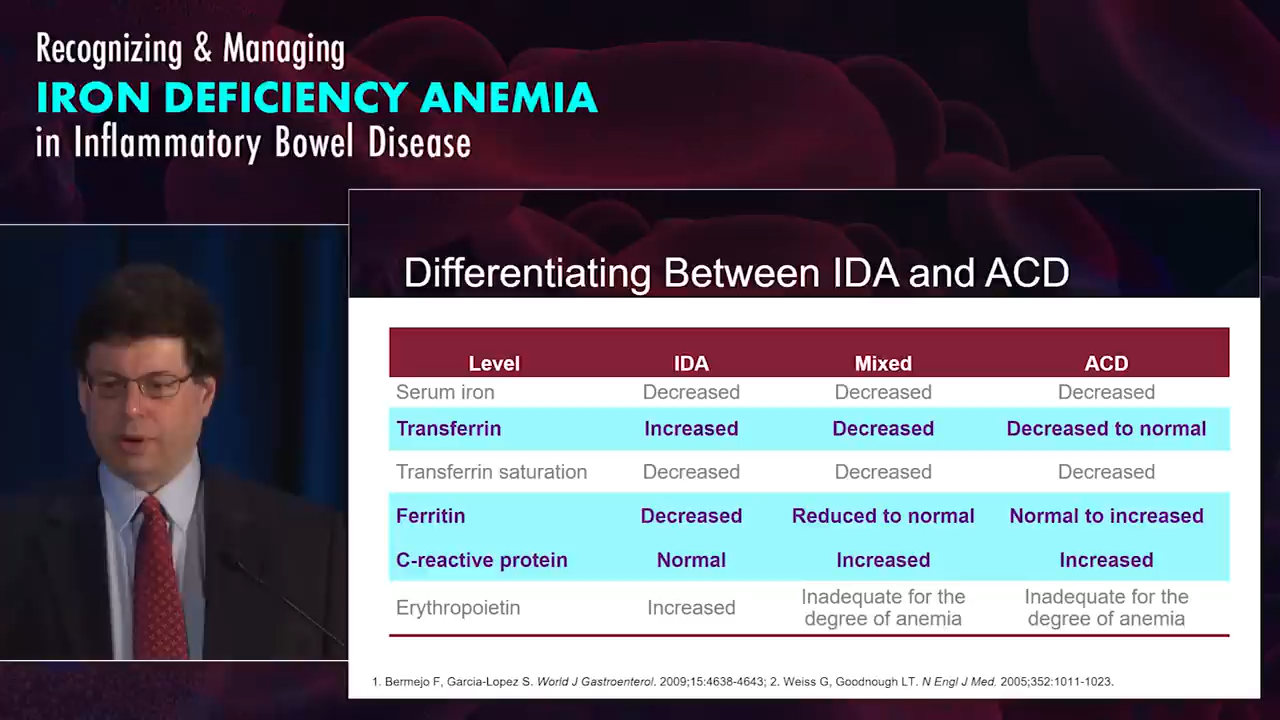 Recognizing & Managing
IRON DEFICIENCY ANEMIA
in Inflammatory Bowel Disease
Differentiating Between IDA and ACD
Level IDA Mixed ACD
Serum iron Decreased Decreased Decreased
Transferrin Increased Decreased Decreased to normal
Transferrin saturation Decreased Decreased Decreased
Ferritin Decreased Reduced to normal Normal to increased
C-reactive protein Normal Increased Increased
Erythropoietin Increased Inadequate for the degree of anemia Inadequate for the degree of anemia
1. Bermejo F, Garcia-Lopez S. World J Gastroenterol. 2009;15:4638-4643; 2. Weiss G, Goodnough LT. N Engl J Med. 2005;352:1011-1023.